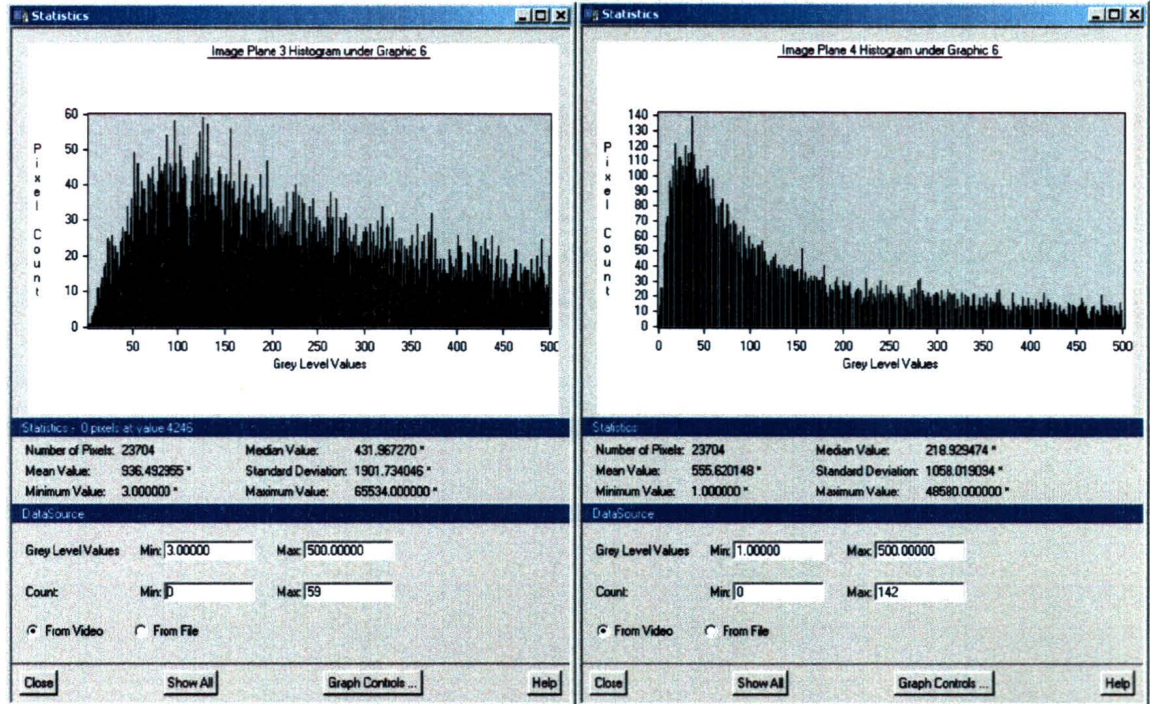 Statistics
Image Plane 3 Histogram under Graphic 6
60
50
40
30
20
10
0
Pixel Count
50 100 150 200 250 300 350 400 450 500
Grey Level Values
Statistics - 0 pixels at value 4246
Number of Pixels: 23704 Median Value: 431.967270 *
Mean Value: 936.492955 * Standard Deviation: 1901.734046 *
Minimum Value: 3.000000 * Maximum Value: 65534.000000 *
DataSource
Grey Level Values Min: 3.00000 Max: 500.00000
Count: Min: 0 Max: 59
From Video From File
Close Show All Graph Controls ... Help
Statistics
Image Plane 4 Histogram under Graphic 6
140
130
120
110
100
90
80
70
60
50
40
30
20
10
0
Pixel Count
0 50 100 150 200 250 300 350 400 450 500
Grey Level Values
Statistics
Number of Pixels: 23704 Median Value: 218.929474 *
Mean Value: 555.620148 * Standard Deviation: 1058.019094 *
Minimum Value: 1.000000 * Maximum Value: 48580.000000 *
DataSource
Grey Level Values Min: 1.00000 Max: 500.00000
Count: Min: 0 Max: 142
From Video From File
Close Show All Graph Controls ... Help